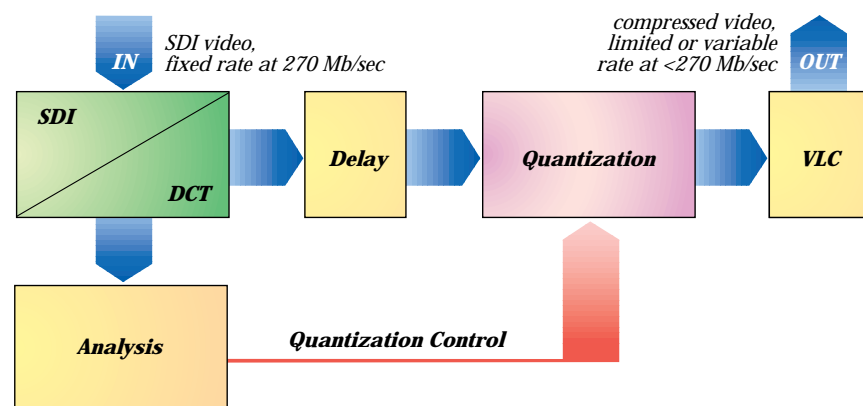 IN
SDI video,
fixed rate at 270 Mb/sec
compressed video,
limited or variable
rate at <270 Mb/sec
OUT
SDI
DCT
Delay
Quantization
VLC
Analysis
Quantization Control